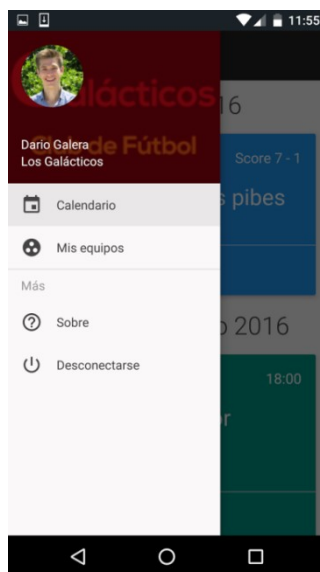 11:55
Galácticos
Club de Fútbol
Dario Galera
Los Galácticos
16
Score 7 - 1
s pibes
Calendario
Mis equipos
Más
Sobre
Desconectarse
2016
18:00
or